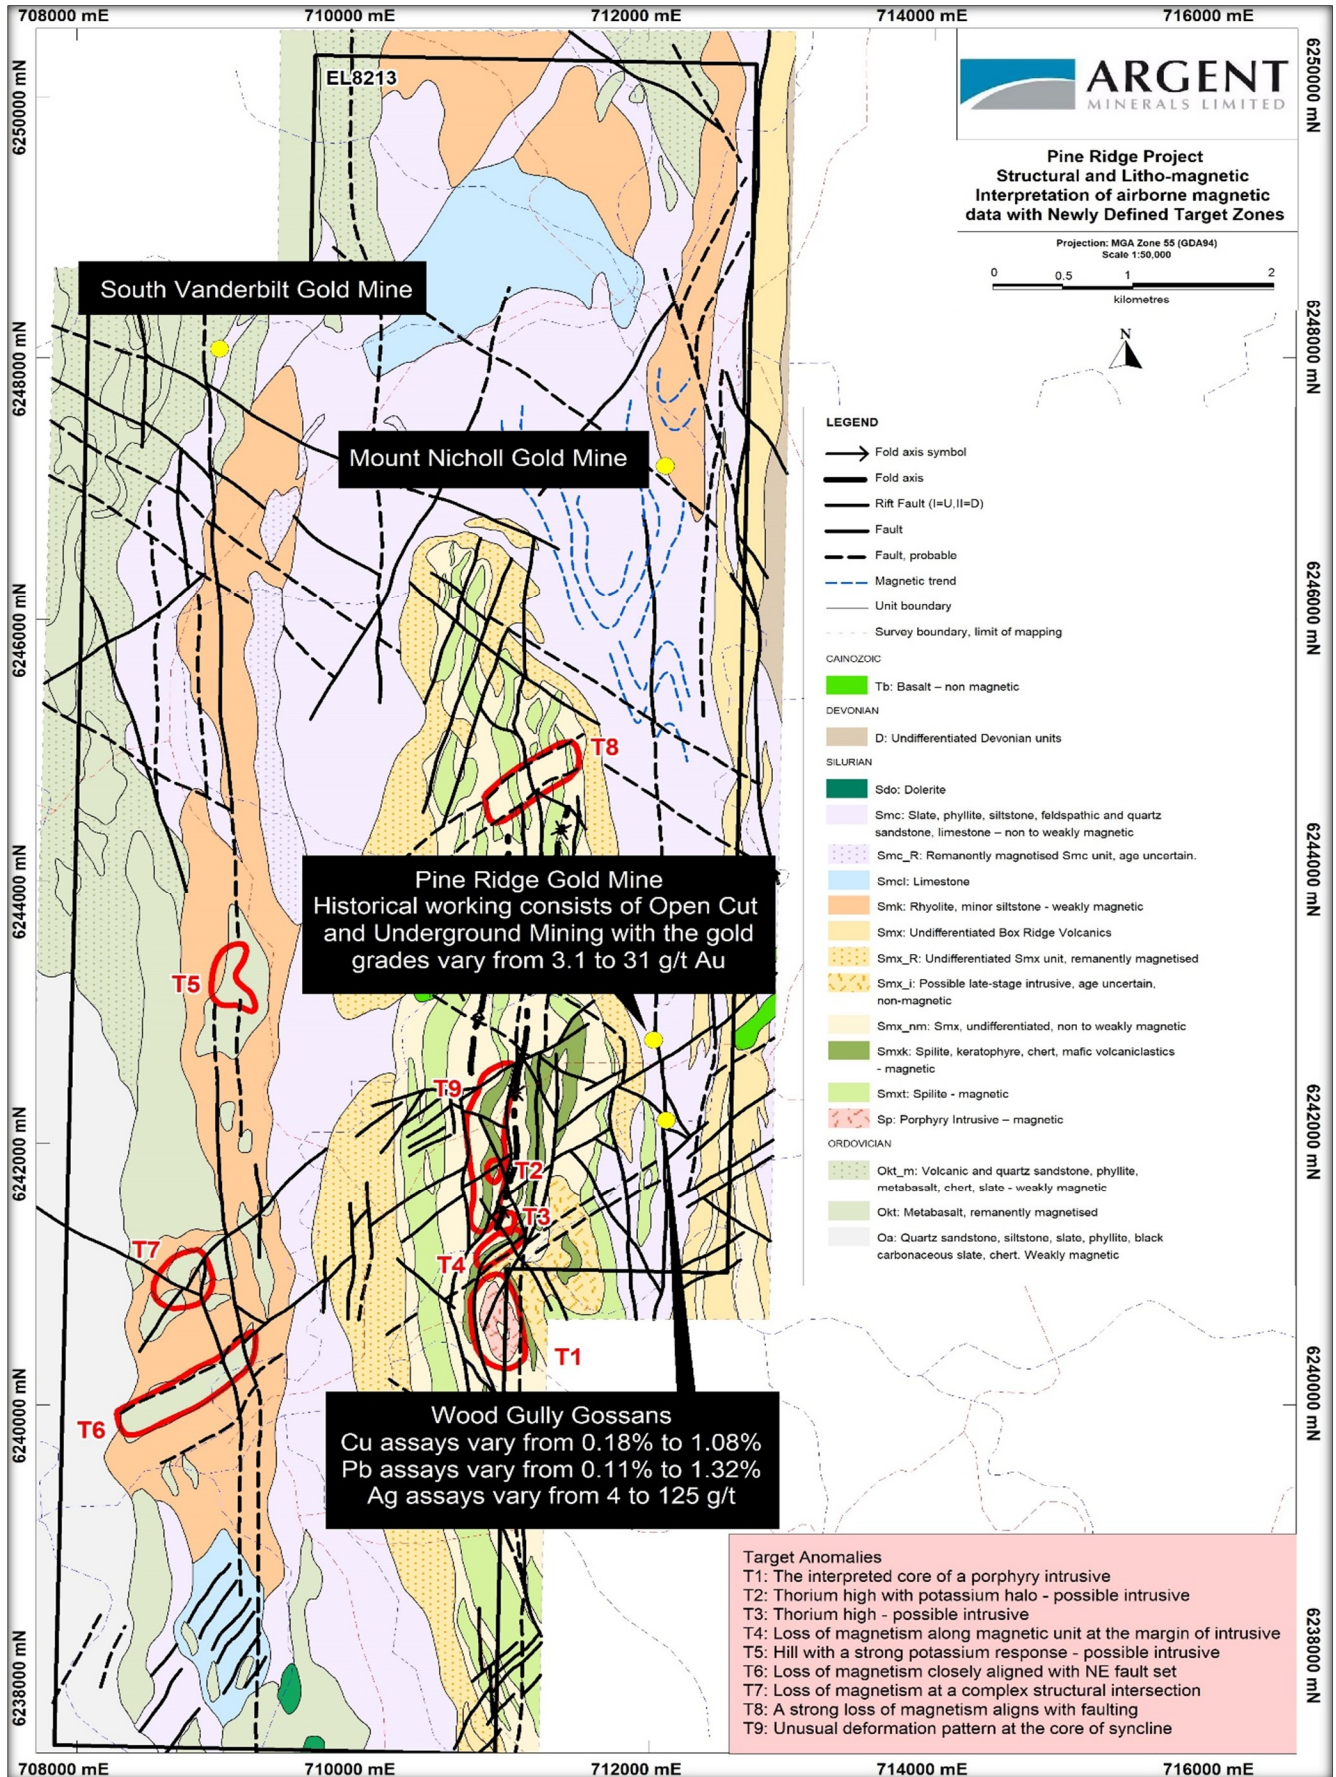 708000 mE
710000 mE
712000 mE
714000 mE
716000 mE
6250000 mN
6248000 mN
6246000 mN
6244000 mN
6242000 mN
6240000 mN
6238000 mN
EL8213
South Vanderbilt Gold Mine
Mount Nicholl Gold Mine
T8
Pine Ridge Gold Mine
Historical working consists of Open Cut
and Underground Mining with the gold
grades vary from 3.1 to 31 g/t Au
T5
T9
T2
T3
T7
T4
T1
T6
Wood Gully Gossans
Cu assays vary from 0.18% to 1.08%
Pb assays vary from 0.11% to 1.32%
Ag assays vary from 4 to 125 g/t
ARGENT
MINERALS LIMITED
Pine Ridge Project
Structural and Litho-magnetic
Interpretation of airborne magnetic
data with Newly Defined Target Zones
Projection: MGA Zone 55 (GDA94)
Scale 1:50,000
0 0.5 1 2
kilometres
N
LEGEND
Fold axis symbol
Fold axis
Rift Fault (I=U,II=D)
Fault
Fault, probable
Magnetic trend
Unit boundary
Survey boundary, limit of mapping
CAINOZOIC
Tb: Basalt – non magnetic
DEVONIAN
D: Undifferentiated Devonian units
SILURIAN
Sdo: Dolerite
Smc: Slate, phyllite, siltstone, feldspathic and quartz
sandstone, limestone – non to weakly magnetic
Smc_R: Remanently magnetised Smc unit, age uncertain.
Smcl: Limestone
Smk: Rhyolite, minor siltstone - weakly magnetic
Smx: Undifferentiated Box Ridge Volcanics
Smx_R: Undifferentiated Smx unit, remanently magnetised
Smx_i: Possible late-stage intrusive, age uncertain,
non-magnetic
Smx_nm: Smx, undifferentiated, non to weakly magnetic
Smxk: Spilite, keratophyre, chert, mafic volcaniclastics
- magnetic
Smxt: Spilite - magnetic
Sp: Porphyry Intrusive – magnetic
ORDOVICIAN
Okt_m: Volcanic and quartz sandstone, phyllite,
metabasalt, chert, slate - weakly magnetic
Okt: Metabasalt, remanently magnetised
Oa: Quartz sandstone, siltstone, slate, phyllite, black
carbonaceous slate, chert. Weakly magnetic
6250000 mN
6248000 mN
6246000 mN
6244000 mN
6242000 mN
6240000 mN
6238000 mN
Target Anomalies
T1: The interpreted core of a porphyry intrusive
T2: Thorium high with potassium halo - possible intrusive
T3: Thorium high - possible intrusive
T4: Loss of magnetism along magnetic unit at the margin of intrusive
T5: Hill with a strong potassium response - possible intrusive
T6: Loss of magnetism closely aligned with NE fault set
T7: Loss of magnetism at a complex structural intersection
T8: A strong loss of magnetism aligns with faulting
T9: Unusual deformation pattern at the core of syncline
708000 mE
710000 mE
712000 mE
714000 mE
716000 mE